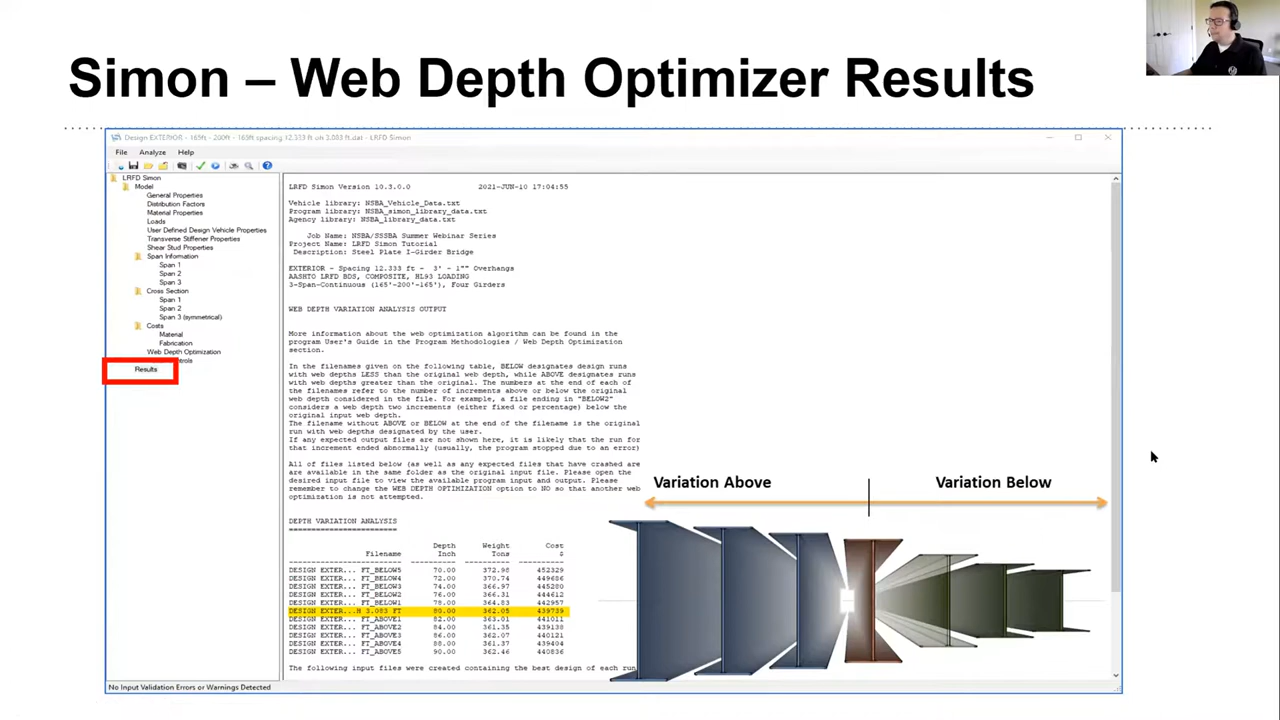 Simon – Web Depth Optimizer Results
Design EXTERIOR - 165ft - 200ft - 165ft spacing 12.333 ft oh 3.083 ft.dat - LRFD Simon
File Analyze Help
LRFD Simon
Model
General Properties
Distribution Factors
Material Properties
Loads
User Defined Design Vehicle Properties
Transverse Stiffener Properties
Shear Stud Properties
Span Information
Span 1
Span 2
Span 3
Cross Section
Span 1
Span 2
Span 3 (symmetrical)
Costs
Material
Fabrication
Web Depth Optimization
Results
LRFD Simon Version 10.3.0.0 2021-JUN-10 17:04:55
Vehicle library: NSBA_Vehicle_Data.txt
Program library: NSBA_simon_library_data.txt
Agency library: NSBA_library_data.txt
Job Name: NSBA/SSSBA Summer Webinar Series
Project Name: LRFD Simon Tutorial
Description: Steel Plate I-Girder Bridge
EXTERIOR - Spacing 12.333 ft - 3' - 1"" Overhangs
AASHTO LRFD BDS, COMPOSITE, HL93 LOADING
3-Span-Continuous (165'-200'-165'), Four Girders
WEB DEPTH VARIATION ANALYSIS OUTPUT
More information about the web optimization algorithm can be found in the
program User's Guide in the Program Methodologies / Web Depth Optimization
section.
In the filenames given on the following table, BELOW designates design runs
with web depths LESS than the original web depth, while ABOVE designates runs
with web depths greater than the original. The numbers at the end of each of
the filenames refer to the number of increments above or below the original
web depth considered in the file. For example, a file ending in "BELOW2"
considers a web depth two increments (either fixed or percentage) below the
original input web depth.
The filename without ABOVE or BELOW at the end of the filename is the original
run with web depths designated by the user.
If any expected output files are not shown here, it is likely that the run for
that increment ended abnormally (usually, the program stopped due to an error)
All of files listed below (as well as any expected files that have crashed are
are available in the same folder as the original input file. Please open the
desired input file to view the available program input and output. Please
remember to change the WEB DEPTH OPTIMIZATION option to NO so that another web
optimization is not attempted.
Variation Above Variation Below
DEPTH VARIATION ANALYSIS
Depth Weight Cost
Filename Inch Tons $
DESIGN EXTER... FT_BELOW5 70.00 372.98 452329
DESIGN EXTER... FT_BELOW4 72.00 370.74 449686
DESIGN EXTER... FT_BELOW3 74.00 366.97 445280
DESIGN EXTER... FT_BELOW2 76.00 366.31 444612
DESIGN EXTER... FT_BELOW1 78.00 364.83 442957
DESIGN EXTER...H 3.083 FT 80.00 362.05 439739
DESIGN EXTER... FT_ABOVE1 82.00 363.01 441011
DESIGN EXTER... FT_ABOVE2 84.00 361.35 439138
DESIGN EXTER... FT_ABOVE3 86.00 362.07 440121
DESIGN EXTER... FT_ABOVE4 88.00 361.37 439404
DESIGN EXTER... FT_ABOVE5 90.00 362.46 440836
The following input files were created containing the best design of each run
No Input Validation Errors or Warnings Detected